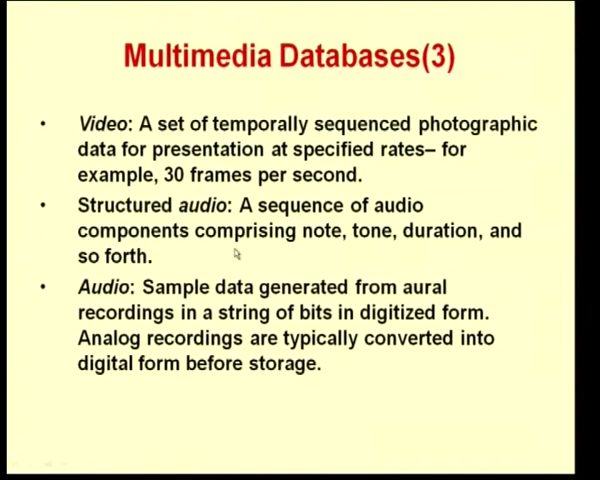 Multimedia Databases(3)
• Video: A set of temporally sequenced photographic
data for presentation at specified rates– for
example, 30 frames per second.
• Structured audio: A sequence of audio
components comprising note, tone, duration, and
so forth.
• Audio: Sample data generated from aural
recordings in a string of bits in digitized form.
Analog recordings are typically converted into
digital form before storage.